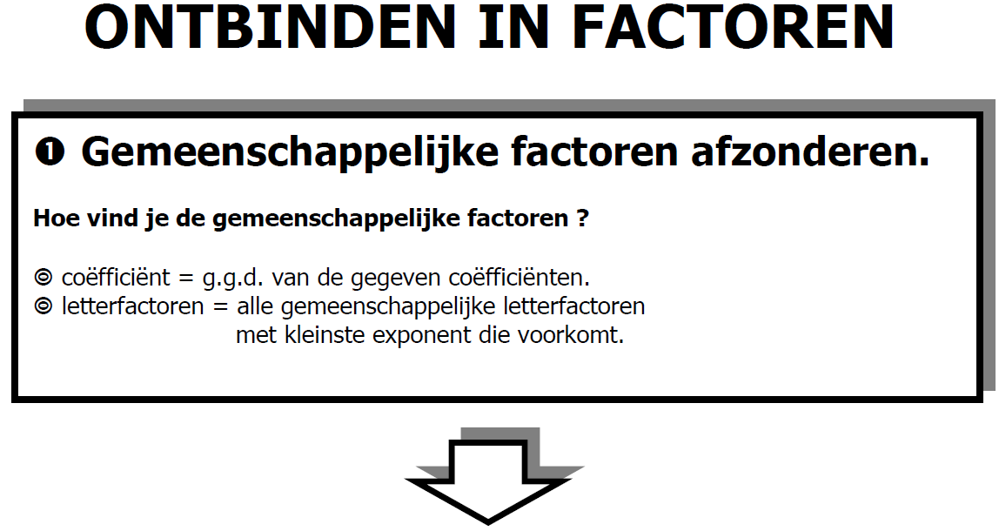 ONTBINDEN IN FACTOREN
❶ Gemeenschappelijke factoren afzonderen.
Hoe vind je de gemeenschappelijke factoren ?
coëfficiënt = g.g.d. van de gegeven coëfficiënten.
letterfactoren = alle gemeenschappelijke letterfactoren
met kleinste exponent die voorkomt.